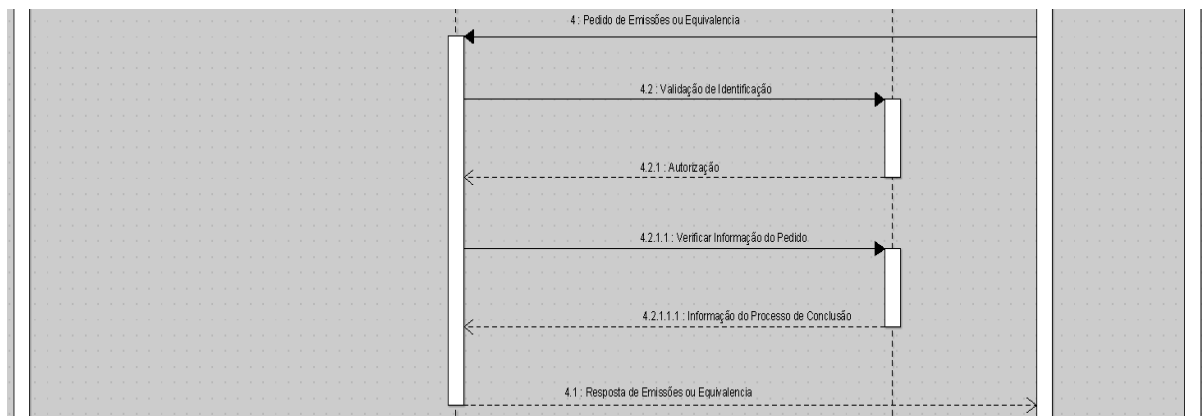 4 : Pedido de Emissões ou Equivalencia
4.2 : Validação de Identificação
4.2.1 : Autorização
4.2.1.1 : Verificar Informação do Pedido
4.2.1.1.1 : Informação do Processo de Conclusão
4.1 : Resposta de Emissões ou Equivalencia